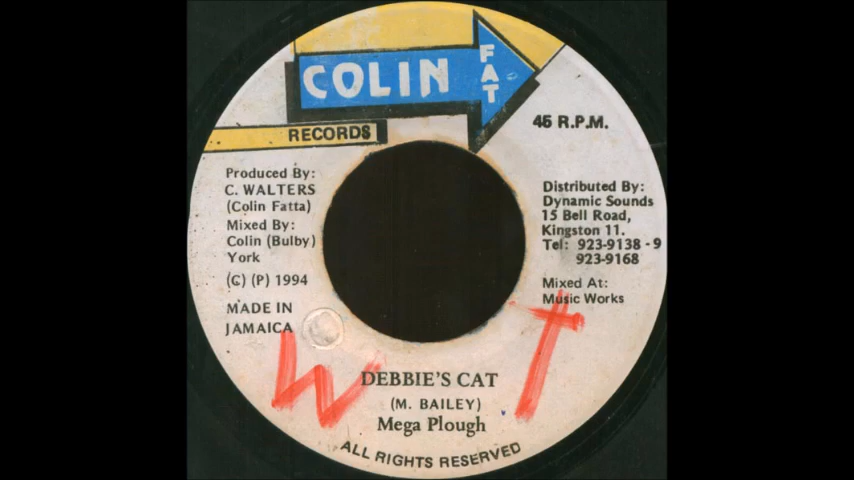 COLIN
FAT
RECORDS
45 R.P.M.
Produced By:
C. WALTERS
(Colin Fatta)
Mixed By:
Colin (Bulby)
York
(C) (P) 1994
MADE IN
JAMAICA
Distributed By:
Dynamic Sounds
15 Bell Road,
Kingston 11.
Tel: 923-9138 - 9
923-9168
Mixed At:
Music Works
W T
DEBBIE'S CAT
(M. BAILEY)
Mega Plough
ALL RIGHTS RESERVED